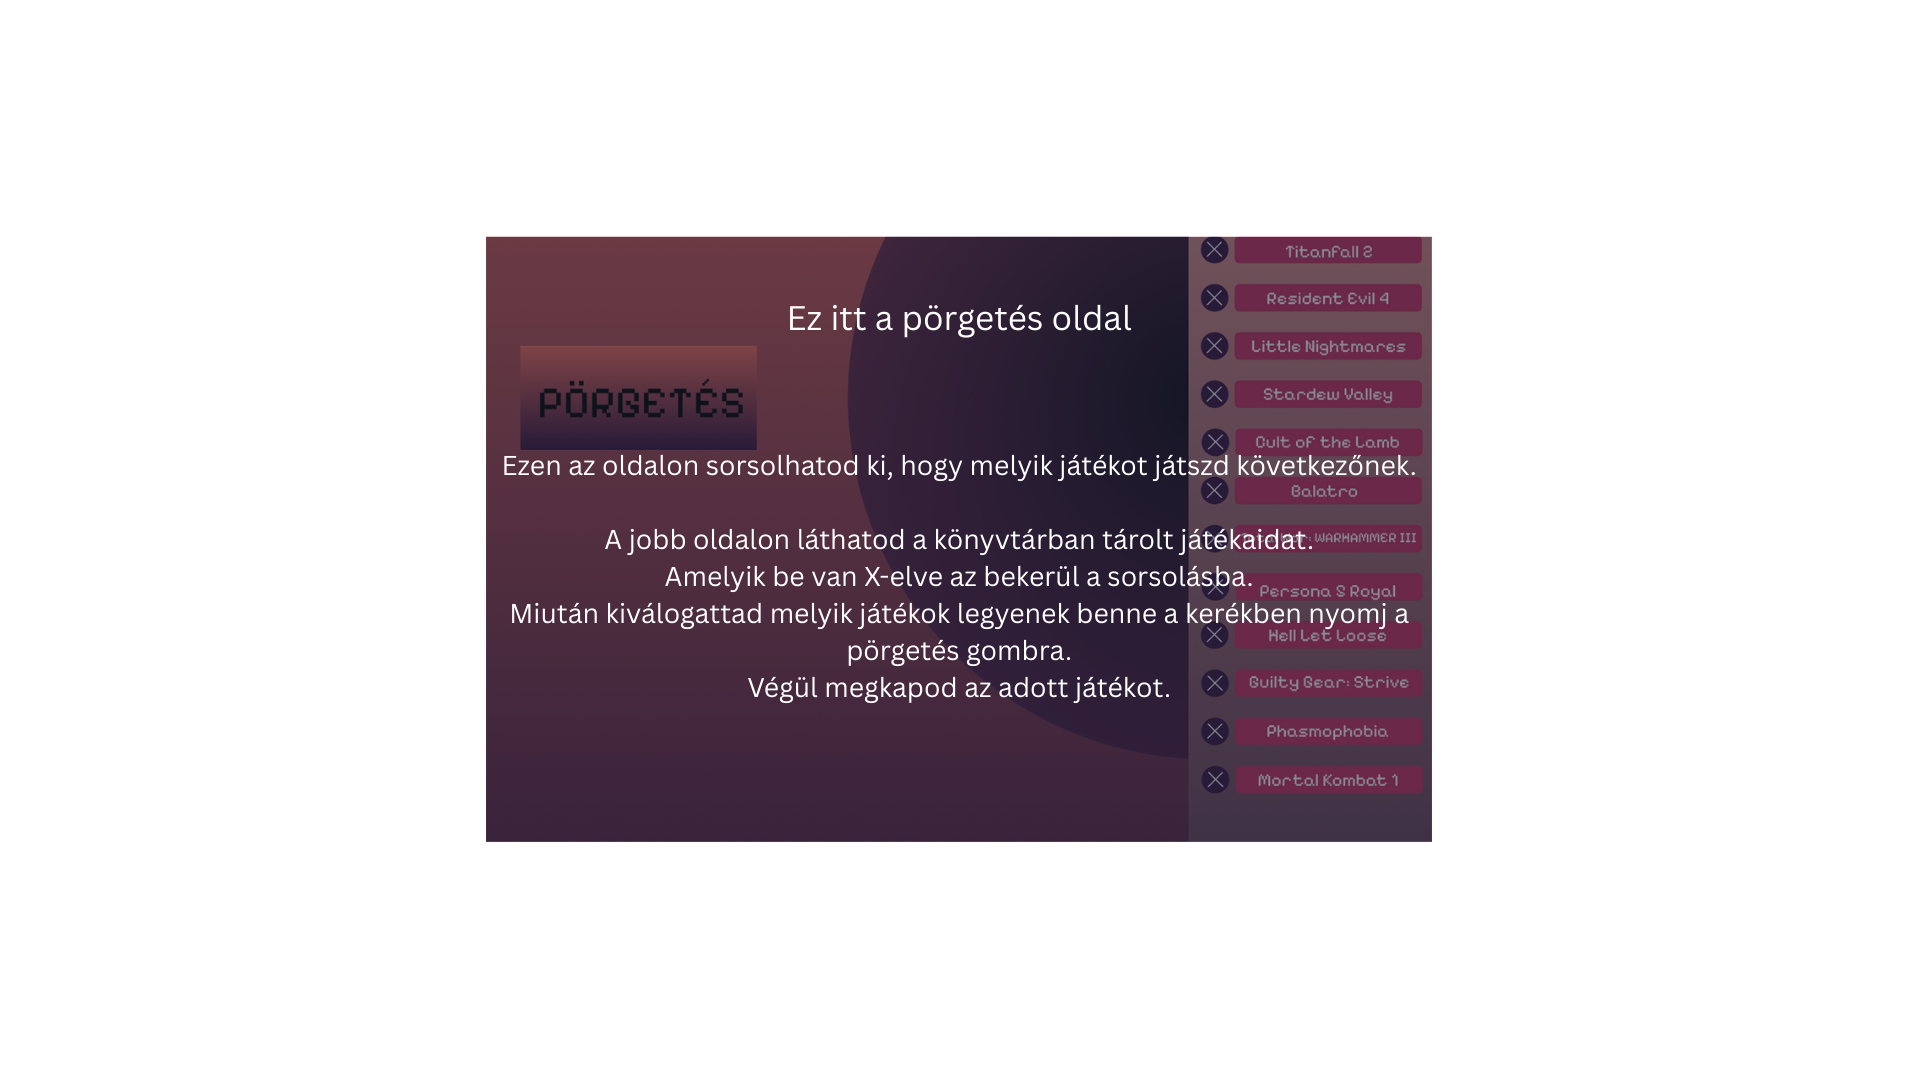 Titanfall 2
Resident Evil 4
Ez itt a pörgetés oldal
Little Nightmares
PÖRGETÉS
Stardew Valley
Cult of the Lamb
Ezen az oldalon sorsolhatod ki, hogy melyik játékot játszd következőnek.
Balatro
A jobb oldalon láthatod a könyvtárban tárolt játékaidat.
WARHAMMER III
Amelyik be van X-elve az bekerül a sorsolásba.
Persona 5 Royal
Miután kiválogattad melyik játékok legyenek benne a kerékben nyomj a
pörgetés gombra.
Hell Let Loose
Végül megkapod az adott játékot.
Guilty Gear: Strive
Phasmophobia
Mortal Kombat 1